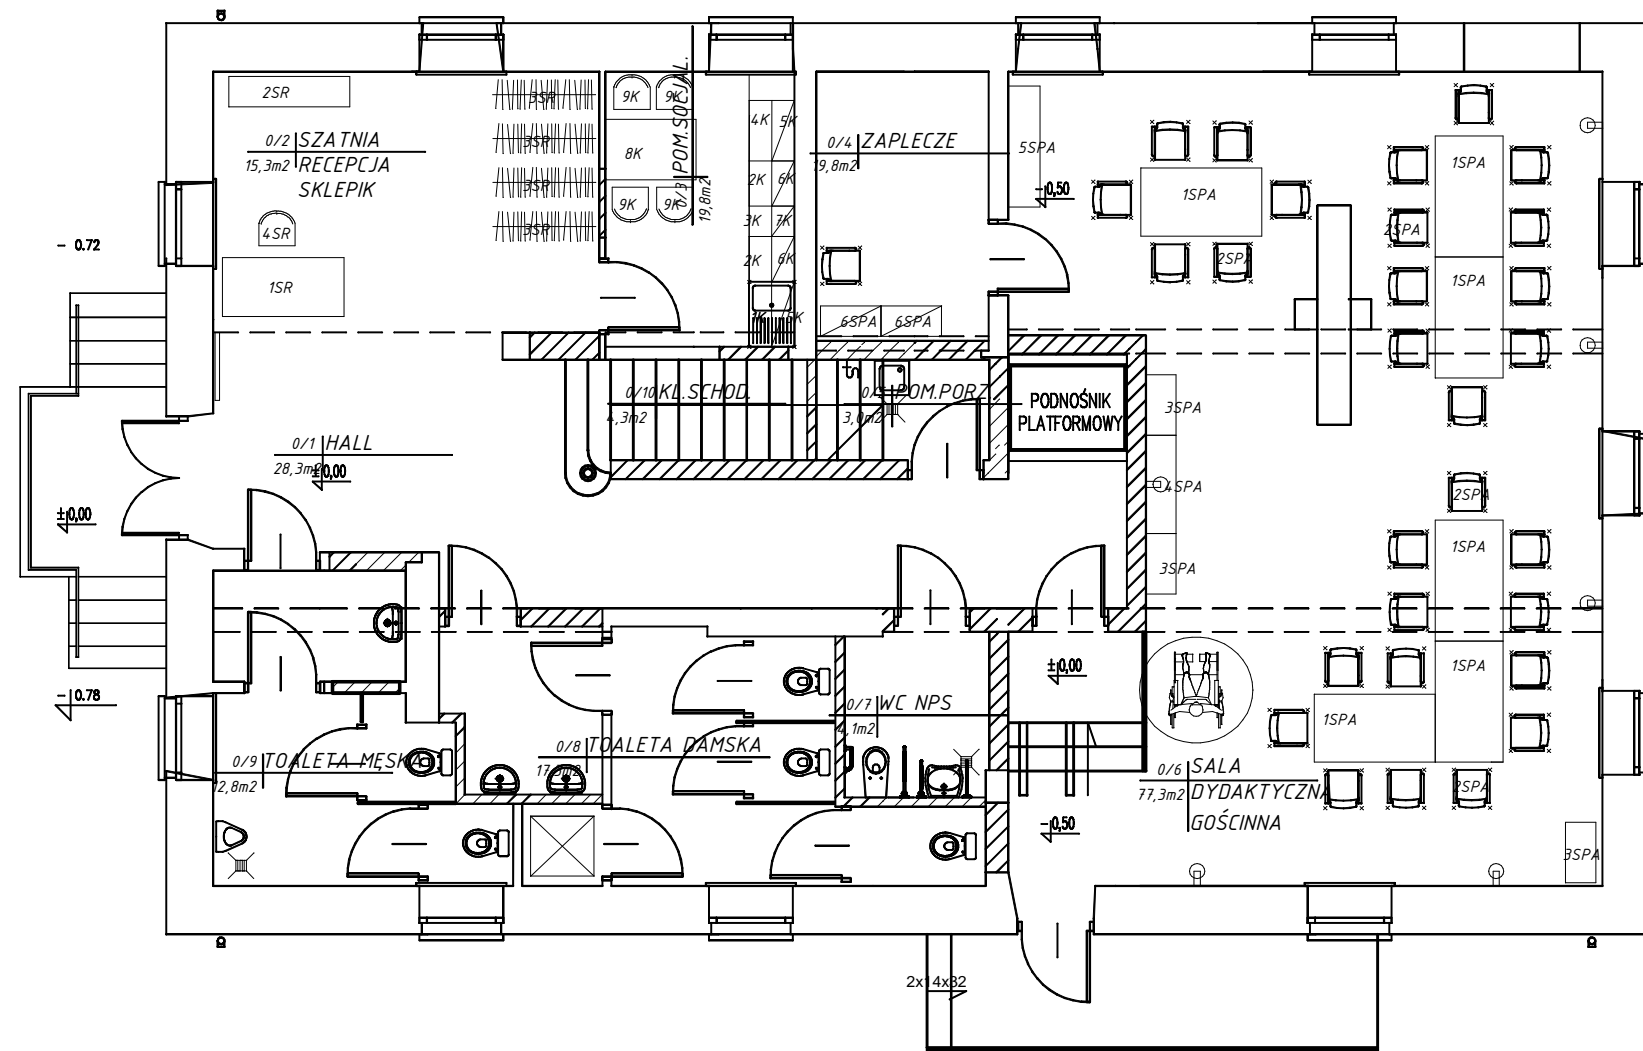 2SR
3SR
9K
9K
4K
5K
0/2 SZATNIA
15,3m2 RECEPCJA
SKLEPIK
3SR
8K
0/3 POM.SOCJAL.
19,8m2
0/4 ZAPLECZE
19,8m2
5SPA
1SPA
3SR
2K
6K
-0,50
1SPA
9K
9K
3K
7K
4SR
3SR
2SPA
- 0.72
2K
6K
2SPA
1SR
1SPA
6SPA
6SPA
0/10 KL.SCHOD.
4,3m2
POM.PORZ.
3,0m2
PODNOŚNIK
PLATFORMOWY
3SPA
0/1 HALL
28,3m2
±0,00
4SPA
2SPA
±0,00
1SPA
3SPA
±0,00
1SPA
- 0.78
0/7 WC NPS
4,1m2
1SPA
0/9 TOALETA MĘSKA
12,8m2
0/8 TOALETA DAMSKA
0/6 SALA
77,3m2 DYDAKTYCZNA
GOŚCINNA
2SPA
-0,50
3SPA
2x14x32